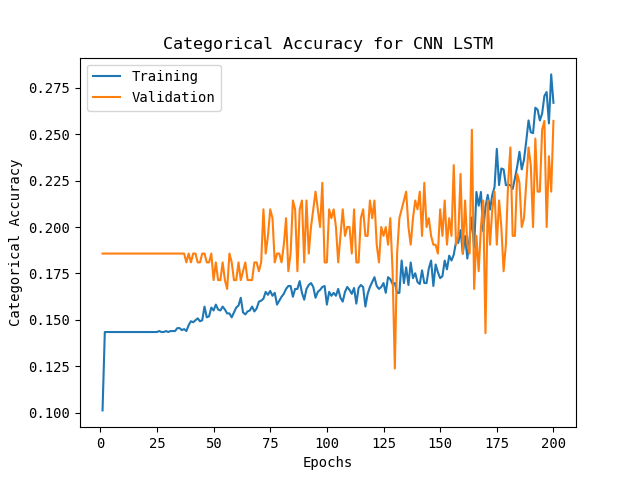 Categorical Accuracy for CNN LSTM
Training
Validation
0.275
0.250
0.225
0.200
0.175
0.150
0.125
0.100
Categorical Accuracy
0 25 50 75 100 125 150 175 200
Epochs